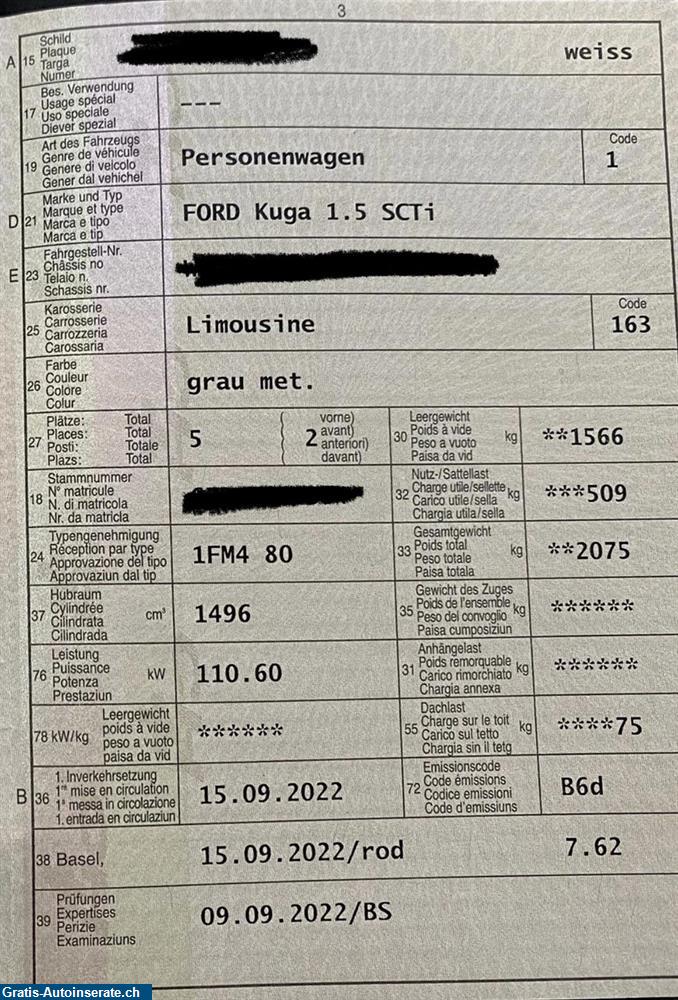 3
A 15 Schild
Plaque
Targa
Numer
weiss
17 Bes. Verwendung
Usage spécial
Uso speciale
Diever spezial
---
19 Art des Fahrzeugs
Genre de véhicule
Genere di veicolo
Gener dal vehichel
Personenwagen
Code
1
D 21 Marke und Typ
Marque et type
Marca e tipo
Marca e tip
FORD Kuga 1.5 SCTi
E 23 Fahrgestell-Nr.
Châssis no
Telaio n.
Schassis nr.
25 Karosserie
Carrosserie
Carrozzeria
Carossaria
Limousine
Code
163
26 Farbe
Couleur
Colore
Colur
grau met.
27 Plätze: Total
Places: Total
Posti: Totale
Plazs: Total
5
( vorne)
( 2 avant)
( anteriori)
( davant)
30 Leergewicht
Poids à vide
Peso a vuoto
Paisa da vid
kg
**1566
18 Stammnummer
N° matricule
N. di matricola
Nr. da matricla
32 Nutz-/Sattellast
Charge utile/sellette
Carico utile/sella
Chargia utila/sella
kg
***509
24 Typengenehmigung
Réception par type
Approvazione del tipo
Approvaziun dal tip
1FM4 80
33 Gesamtgewicht
Poids total
Peso totale
Paisa totala
kg
**2075
37 Hubraum
Cylindrée
Cilindrata
Cilindrada
cm³
1496
35 Gewicht des Zuges
Poids de l'ensemble
Peso del convoglio
Paisa cumposiziun
kg
******
76 Leistung
Puissance
Potenza
Prestaziun
kW
110.60
31 Anhängelast
Poids remorquable
Carico rimorchiato
Chargia annexa
kg
******
78 kW/kg Leergewicht
poids à vide
peso a vuoto
paisa da vid
******
55 Dachlast
Charge sur le toit
Carico sul tetto
Chargia sin il tetg
kg
****75
B 36 1. Inverkehrsetzung
1re mise en circulation
1a messa in circolazione
1. entrada en circulaziun
15.09.2022
72 Emissionscode
Code émissions
Codice emissioni
Code d'emissiuns
B6d
38 Basel,
15.09.2022/rod
7.62
39 Prüfungen
Expertises
Perizie
Examinaziuns
09.09.2022/BS
Gratis-Autoinserate.ch